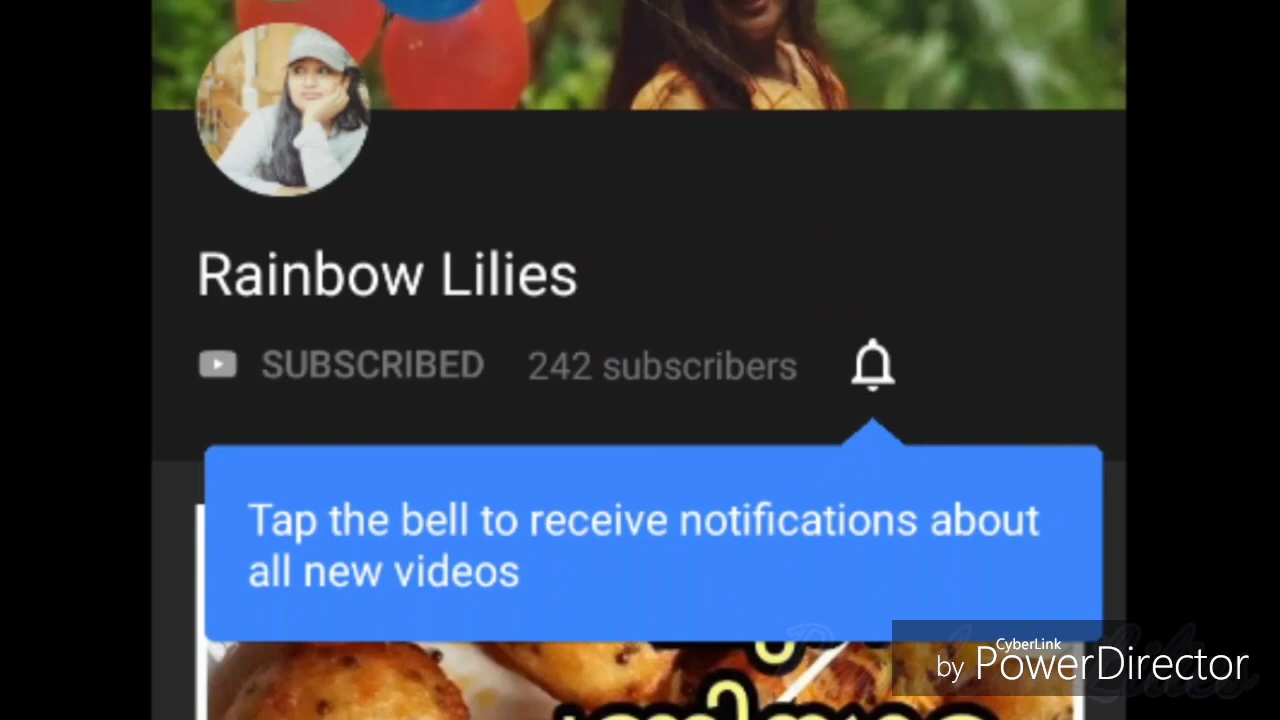 Rainbow Lilies
SUBSCRIBED 242 subscribers
Tap the bell to receive notifications about
all new videos
CyberLink
by PowerDirector